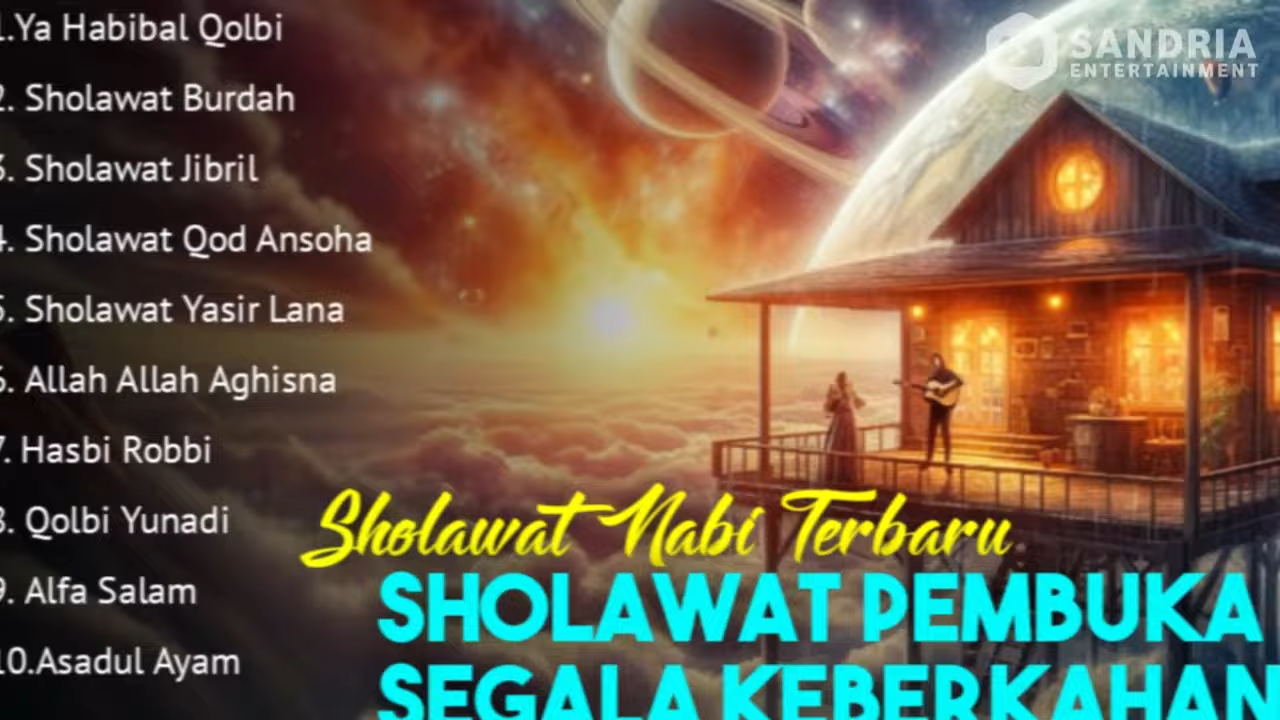 1.Ya Habibal Qolbi
2. Sholawat Burdah
3. Sholawat Jibril
4. Sholawat Qod Ansoha
5. Sholawat Yasir Lana
6. Allah Allah Aghisna
7. Hasbi Robbi
8. Qolbi Yunadi
9. Alfa Salam
10.Asadul Ayam
SANDRIA
ENTERTAINMENT
Sholawat Nabi Terbaru
SHOLAWAT PEMBUKA
SEGALA KEBERKAHAN